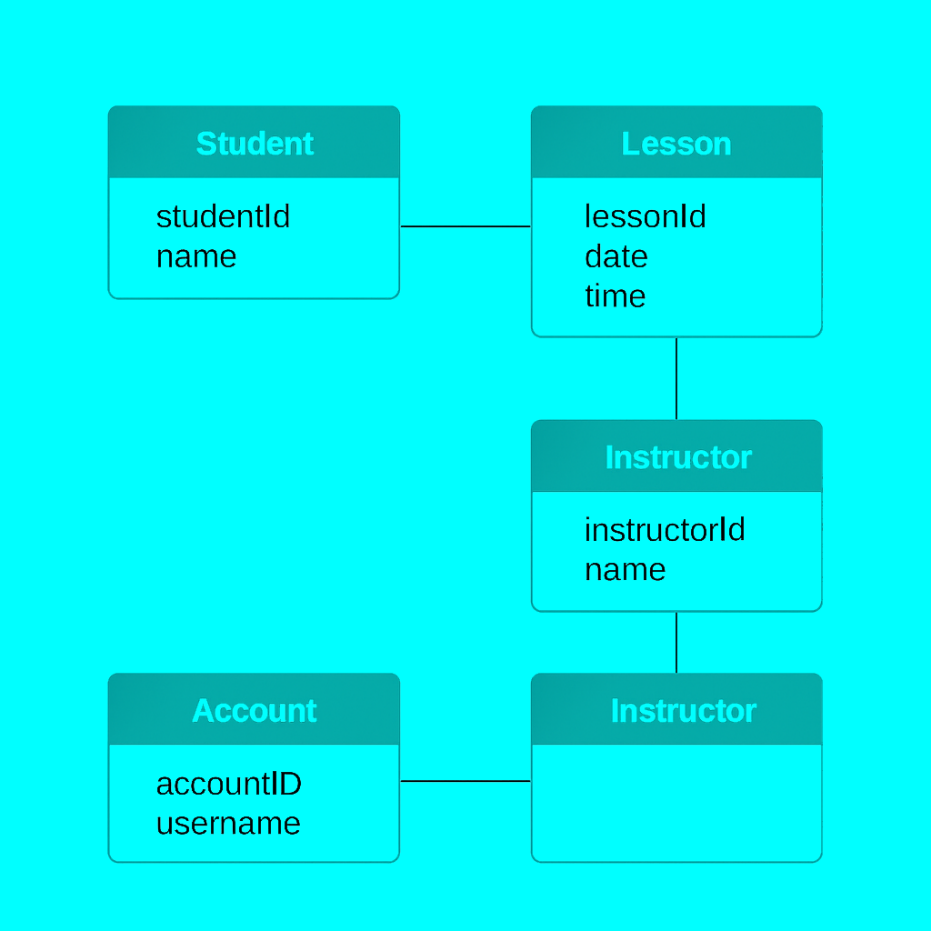 Student
studentId
name
Lesson
lessonId
date
time
Instructor
instructorId
name
Account
accountID
username
Instructor